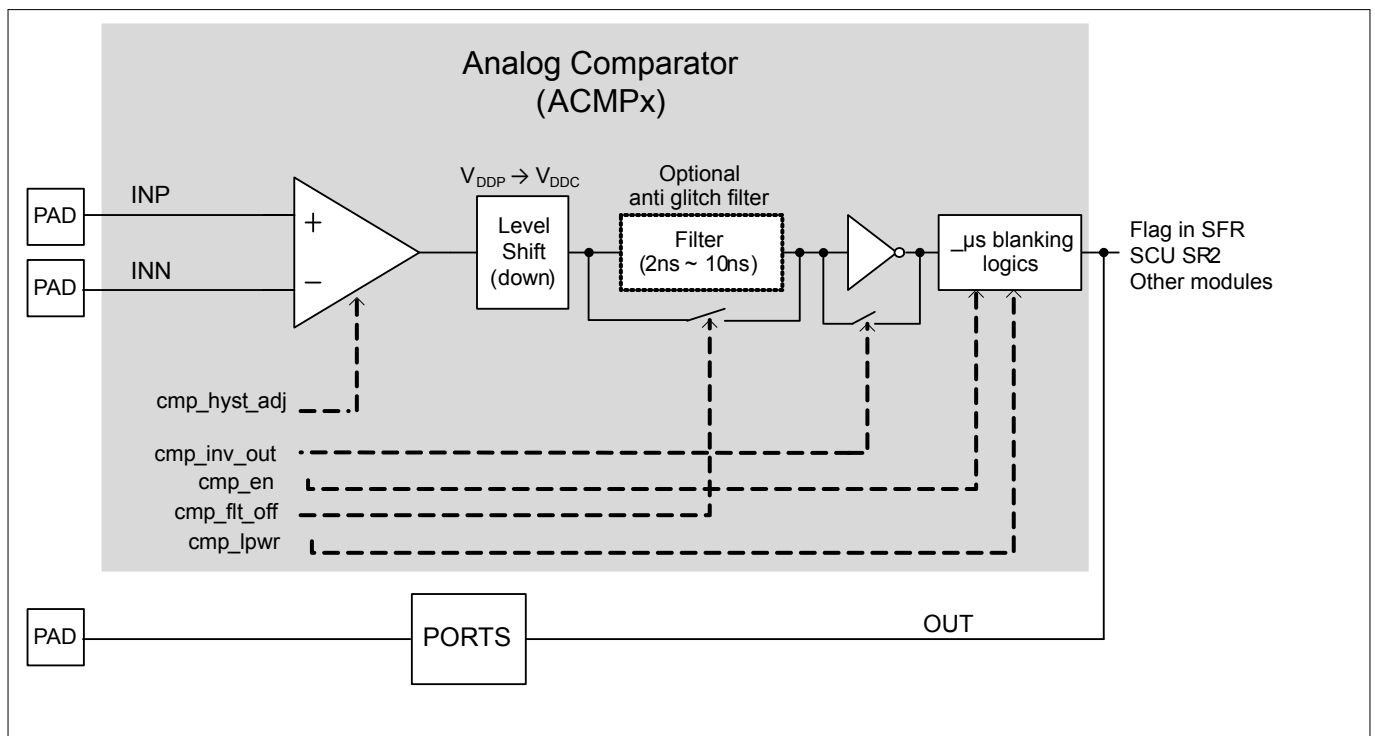 Analog Comparator
(ACMPx)
VDDP → VDDC
Optional
anti glitch filter
INP
PAD
+
Level
Shift
(down)
Filter
(2ns ~ 10ns)
_µs blanking
logics
Flag in SFR
SCU SR2
Other modules
INN
PAD
−
cmp_hyst_adj
cmp_inv_out
cmp_en
cmp_flt_off
cmp_lpwr
PAD
PORTS
OUT